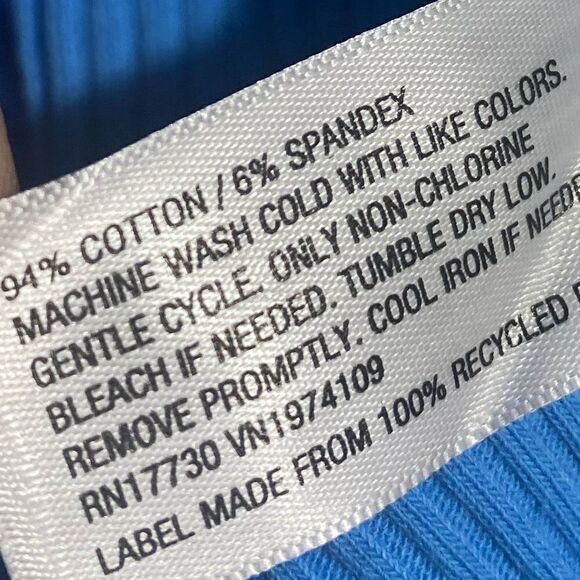 94% COTTON / 6% SPANDEX
MACHINE WASH COLD WITH LIKE COLORS.
GENTLE CYCLE. ONLY NON-CHLORINE
BLEACH IF NEEDED. TUMBLE DRY LOW.
REMOVE PROMPTLY. COOL IRON IF NEEDE
RN17730 VN1974109
LABEL MADE FROM 100% RECYCLED